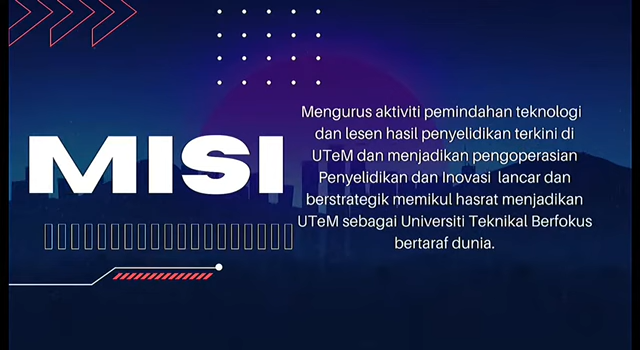 MISI
Mengurus aktiviti pemindahan teknologi
dan lesen hasil penyelidikan terkini di
UTeM dan menjadikan pengoperasian
Penyelidikan dan Inovasi lancar dan
berstrategik memikul hasrat menjadikan
UTeM sebagai Universiti Teknikal Berfokus
bertaraf dunia.